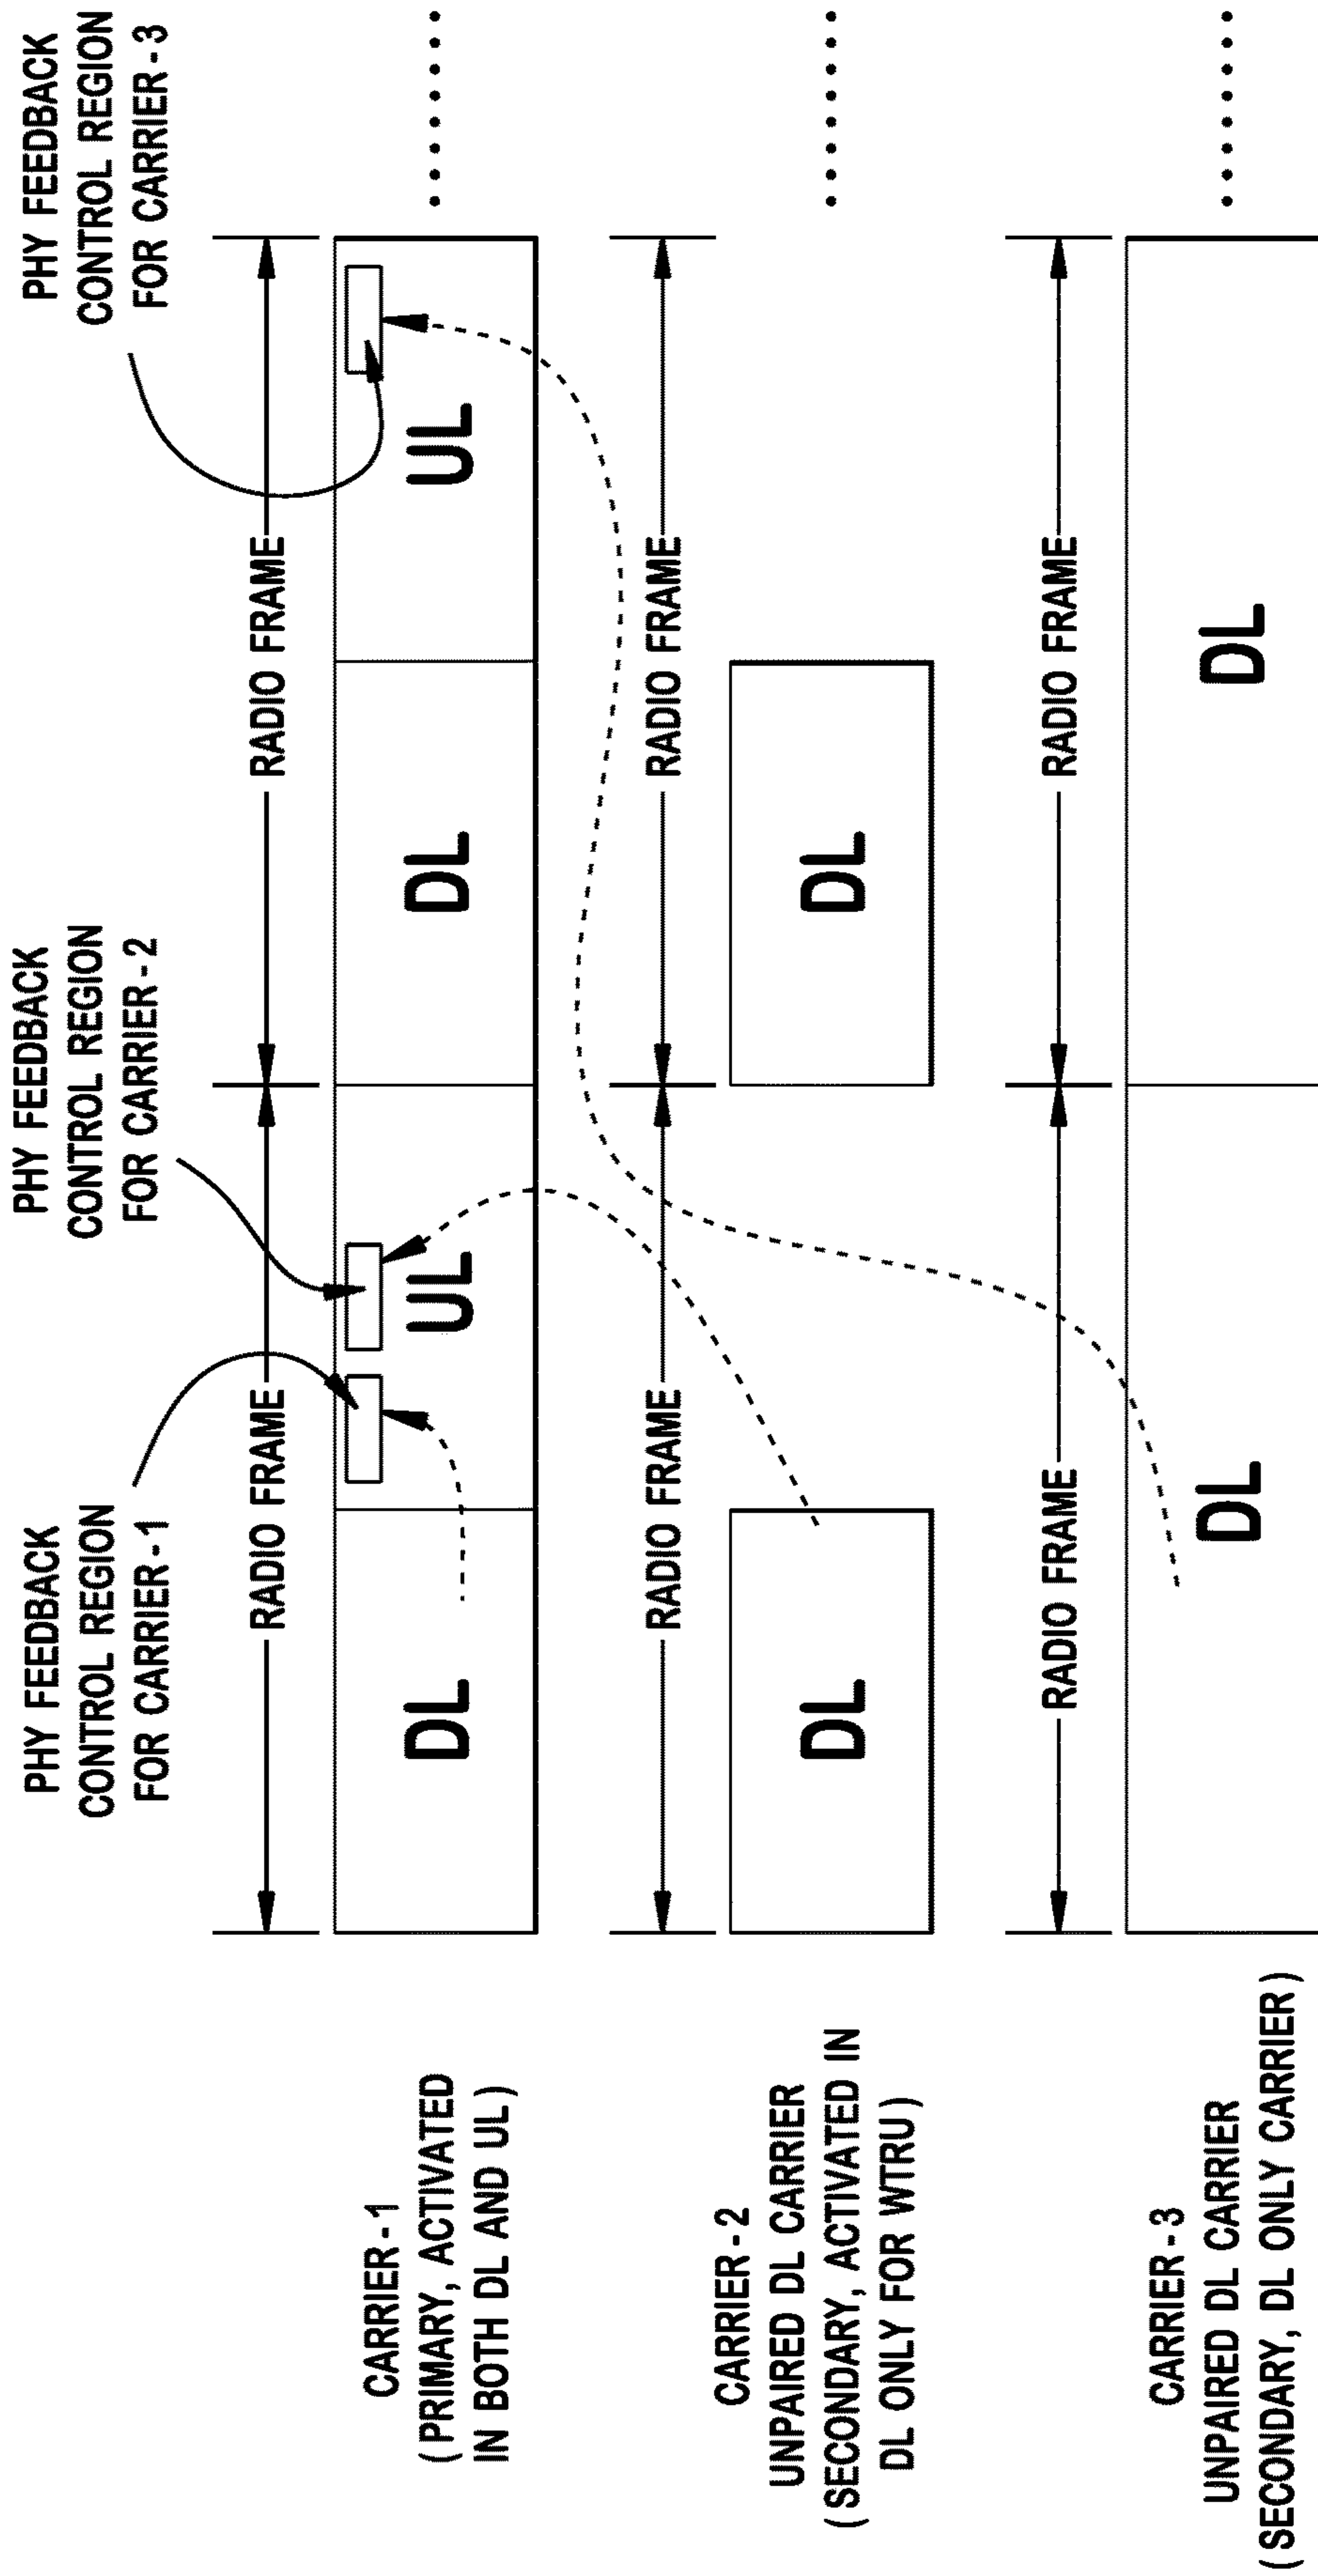 PHY FEEDBACK
CONTROL REGION
FOR CARRIER-1
PHY FEEDBACK
CONTROL REGION
FOR CARRIER-2
PHY FEEDBACK
CONTROL REGION
FOR CARRIER-3
RADIO FRAME
RADIO FRAME
CARRIER-1
(PRIMARY, ACTIVATED
IN BOTH DL AND UL)
DL
UL
DL
UL
RADIO FRAME
RADIO FRAME
CARRIER-2
UNPAIRED DL CARRIER
(SECONDARY, ACTIVATED IN
DL ONLY FOR WTRU)
DL
DL
RADIO FRAME
RADIO FRAME
CARRIER-3
UNPAIRED DL CARRIER
(SECONDARY, DL ONLY CARRIER)
DL
DL